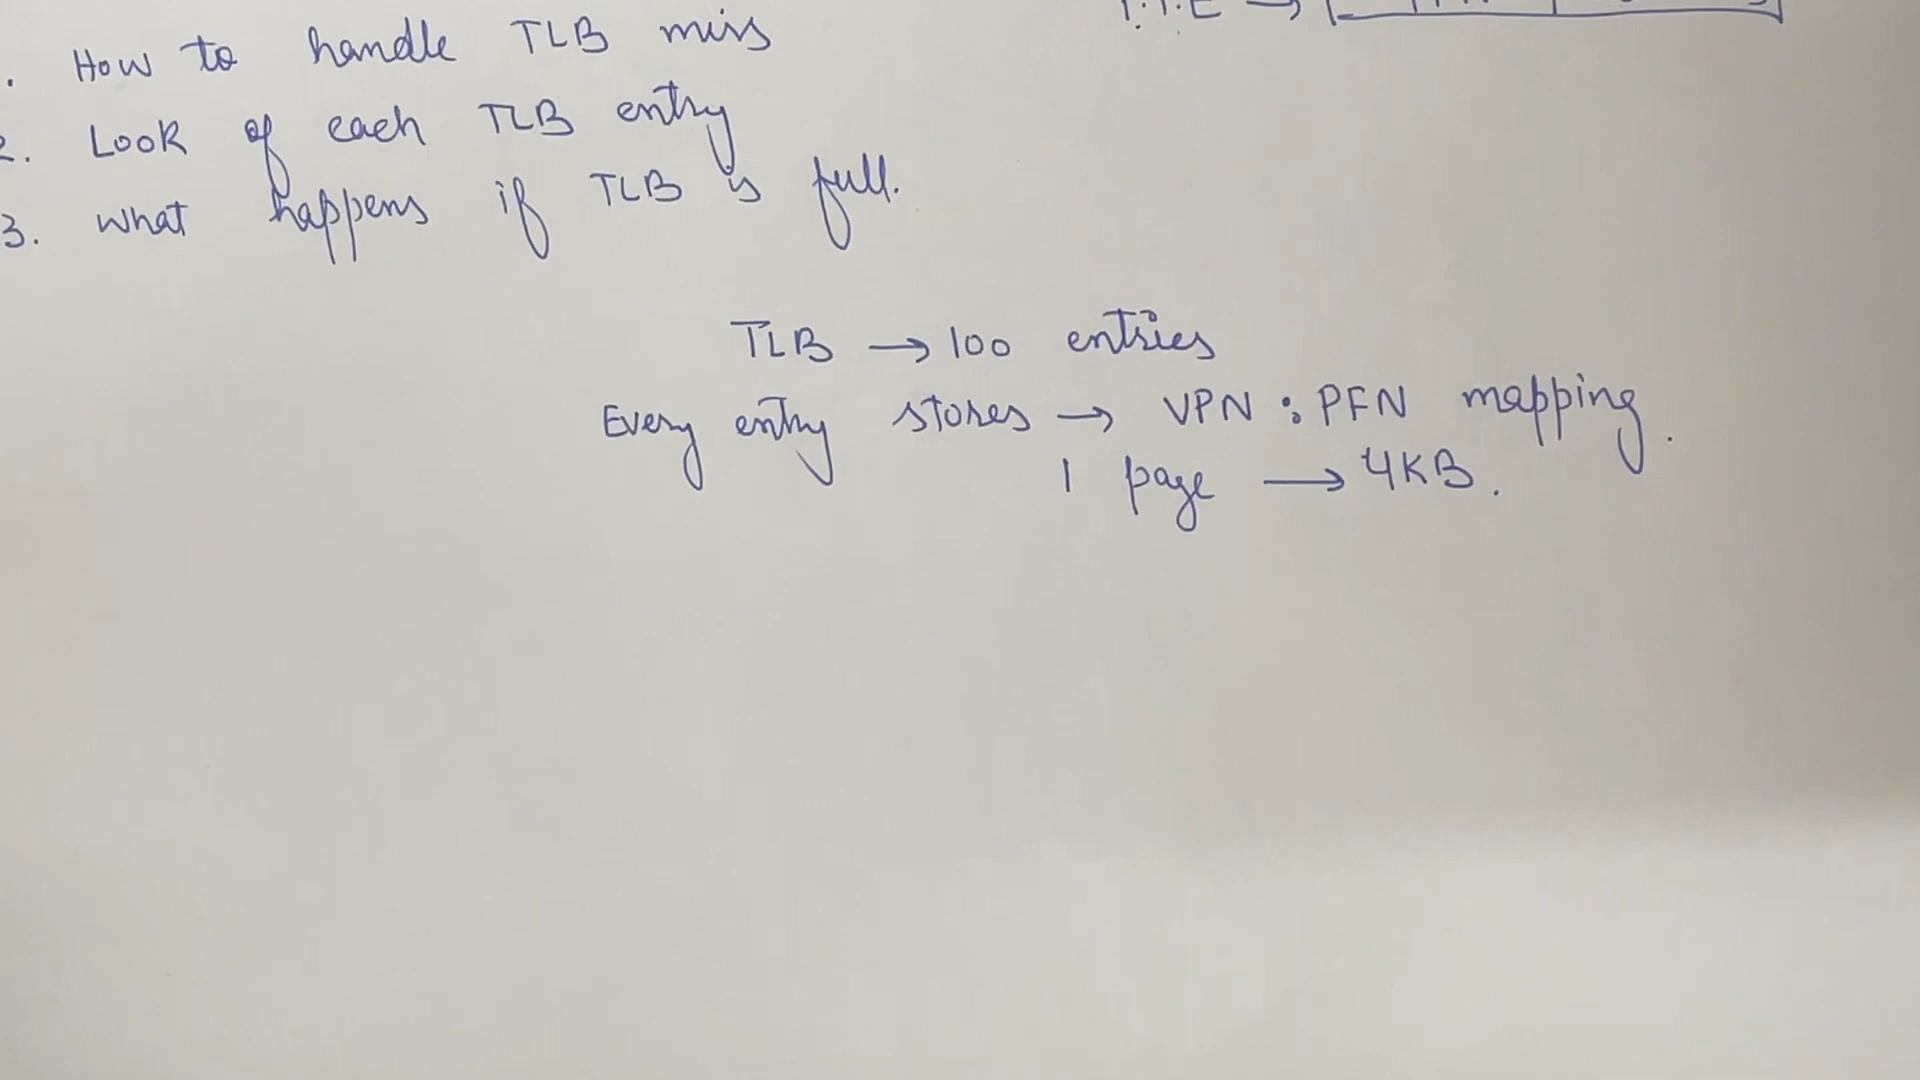 . How to handle TLB miss
2. Look of each TLB entry
3. What happens if TLB is full.
TLB → 100 entries
Every entry stores → VPN : PFN mapping.
1 page → 4KB.